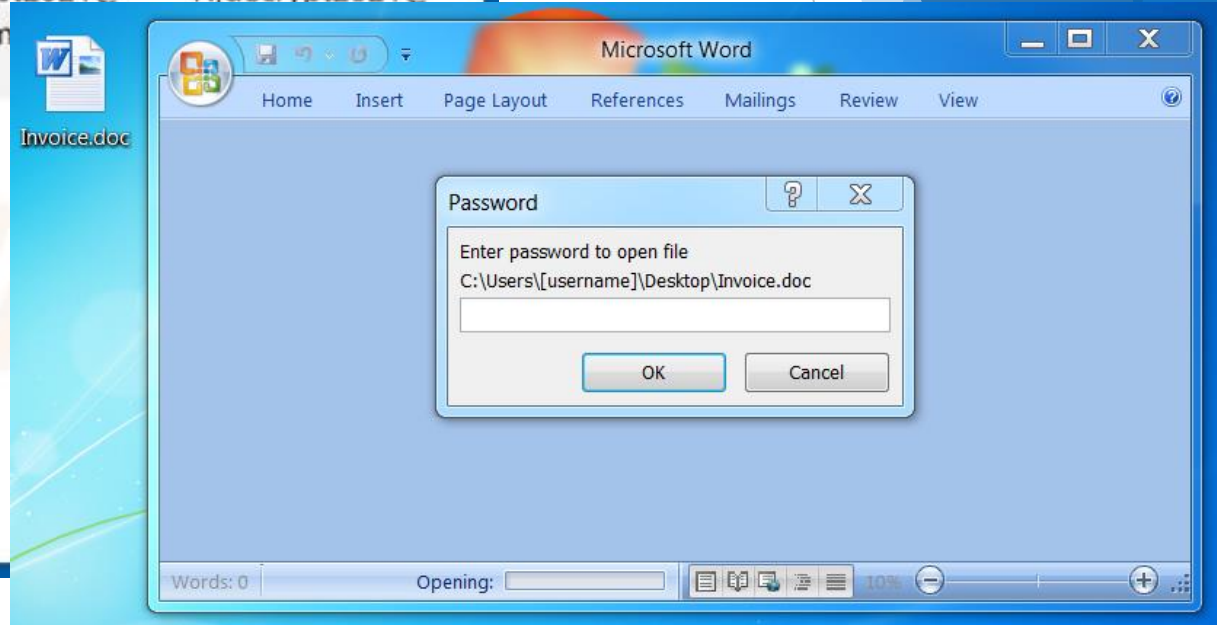 Microsoft Word
Home Insert Page Layout References Mailings Review View
Invoice.doc
Password
Enter password to open file
C:\Users\[username]\Desktop\Invoice.doc
OK Cancel
Words: 0 Opening: 10%